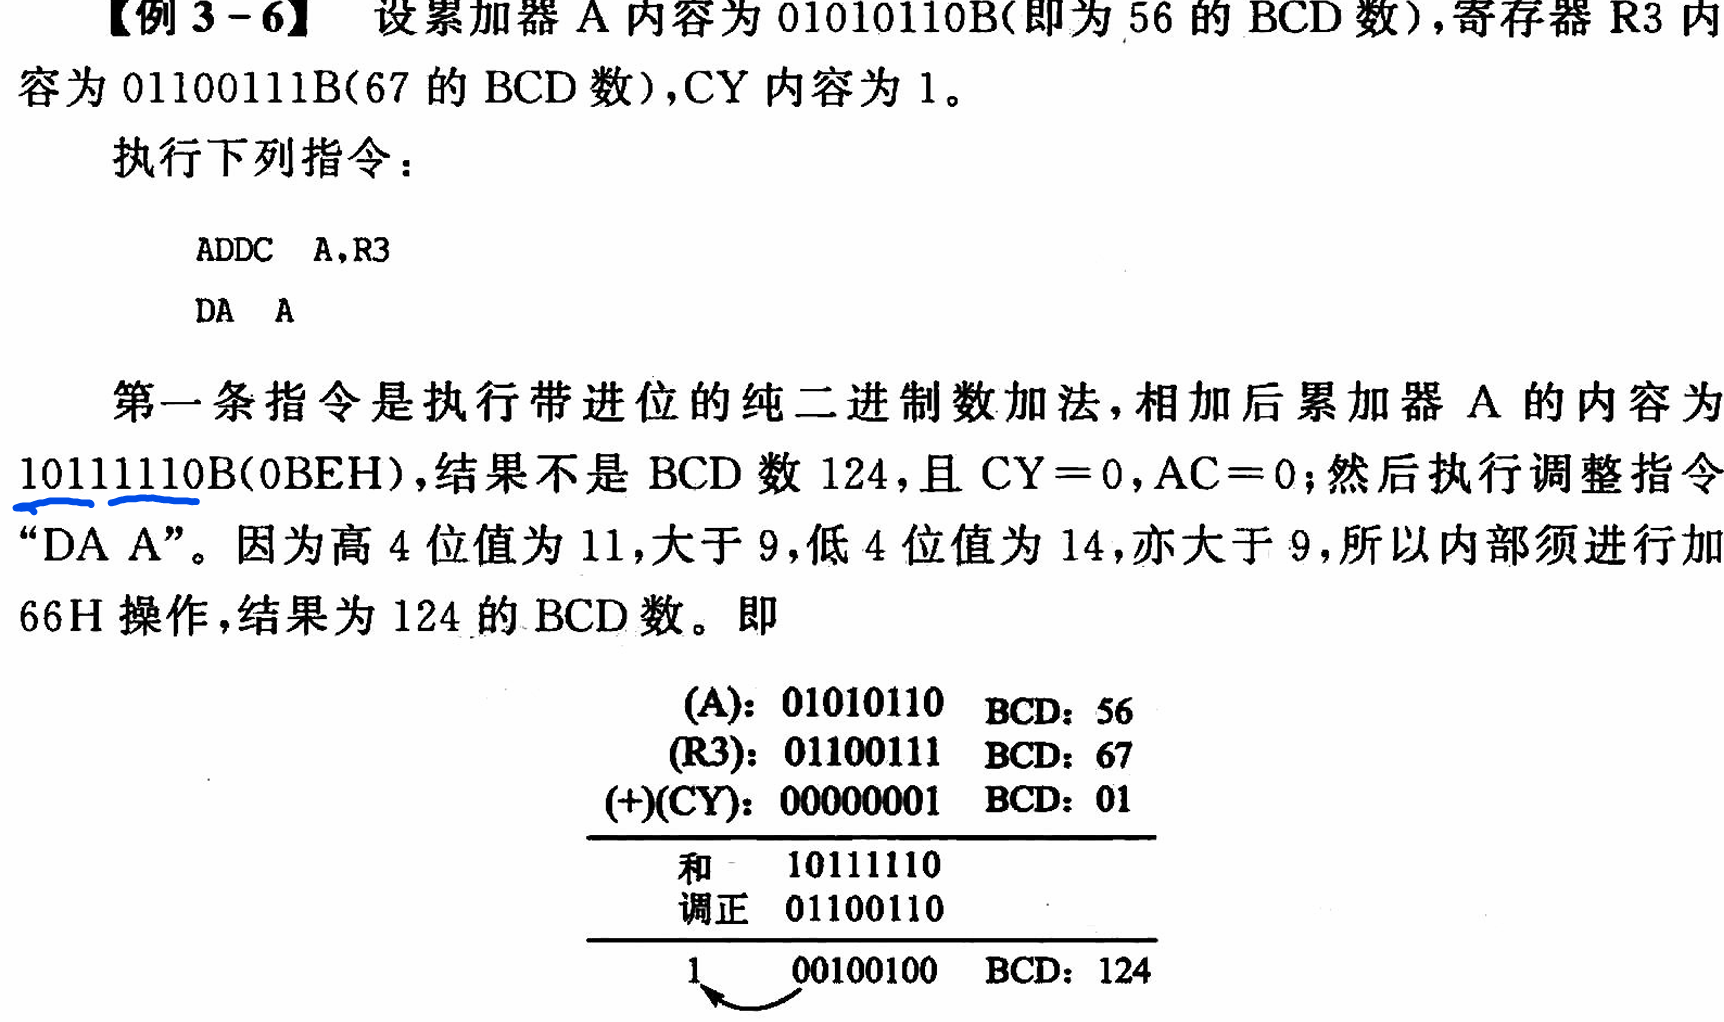 【例 3-6】 设累加器 A 内容为 01010110B(即为 56 的 BCD 数),寄存器 R3 内
容为 01100111B(67 的 BCD 数),CY 内容为 1。
执行下列指令:
ADDC A,R3
DA A
第一条指令是执行带进位的纯二进制数加法,相加后累加器 A 的内容为
10111110B(0BEH),结果不是 BCD 数 124,且 CY=0,AC=0;然后执行调整指令
“DA A”。因为高 4 位值为 11,大于 9,低 4 位值为 14,亦大于 9,所以内部须进行加
66H 操作,结果为 124 的 BCD 数。即
(A): 01010110 BCD: 56
(R3): 01100111 BCD: 67
(+)(CY): 00000001 BCD: 01
和 10111110
调正 01100110
1 00100100 BCD: 124